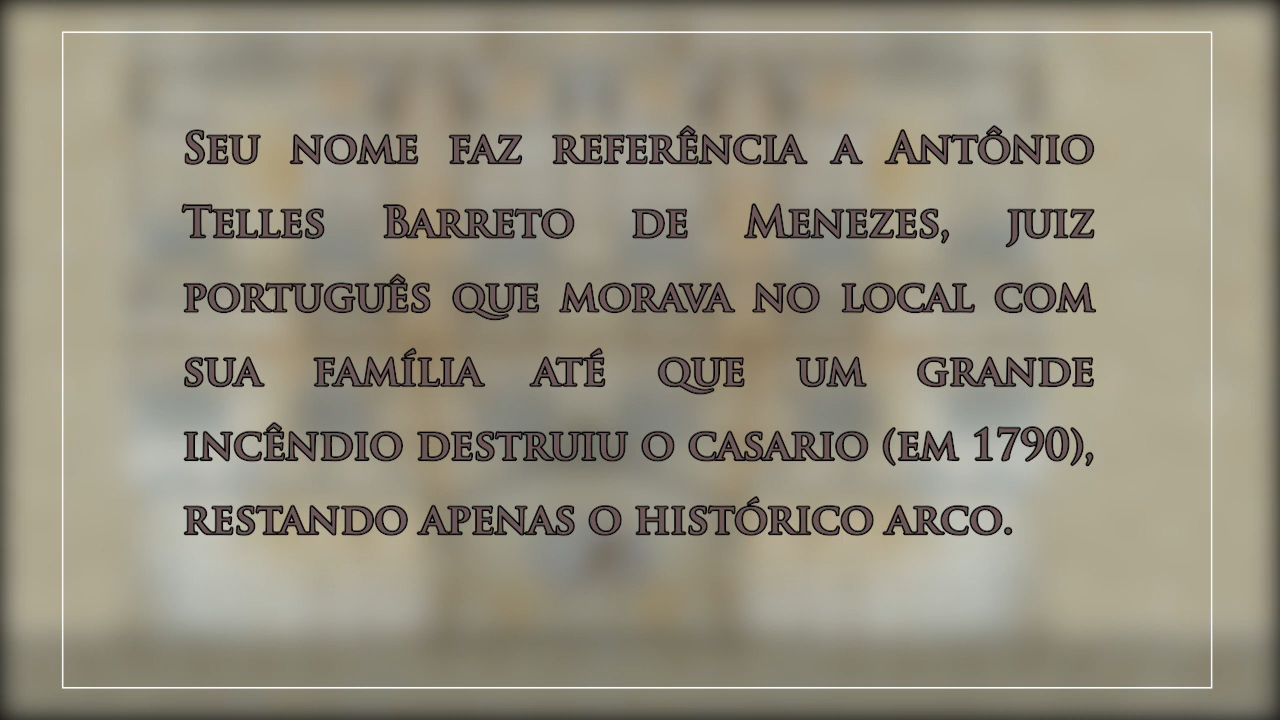 Seu nome faz referência a Antônio
Telles Barreto de Menezes, juiz
português que morava no local com
sua família até que um grande
incêndio destruiu o casario (em 1790),
restando apenas o histórico arco.